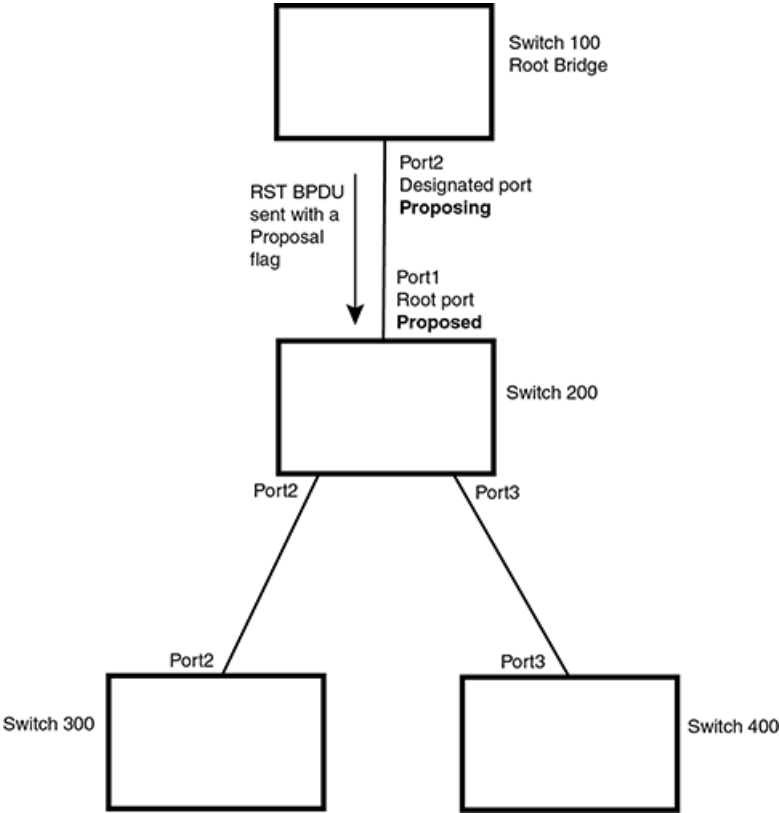 Switch 100
Root Bridge
Port2
Designated port
Proposing
RST BPDU
sent with a
Proposal
flag
Port1
Root port
Proposed
Switch 200
Port2
Port3
Port2
Port3
Switch 300
Switch 400